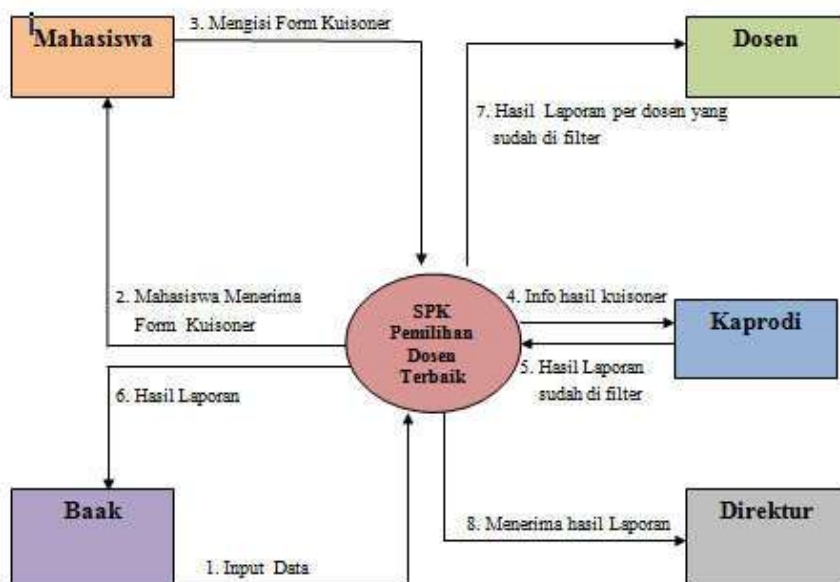 Mahasiswa
3. Mengisi Form Kuisoner
Dosen
7. Hasil Laporan per dosen yang
sudah di filter
2. Mahasiswa Menerima
Form Kuisoner
SPK
Pemilihan
Dosen
Terbaik
4. Info hasil kuisoner
Kaprodi
5. Hasil Laporan
sudah di filter
6. Hasil Laporan
Baak
8. Menerima hasil Laporan
Direktur
1. Input Data